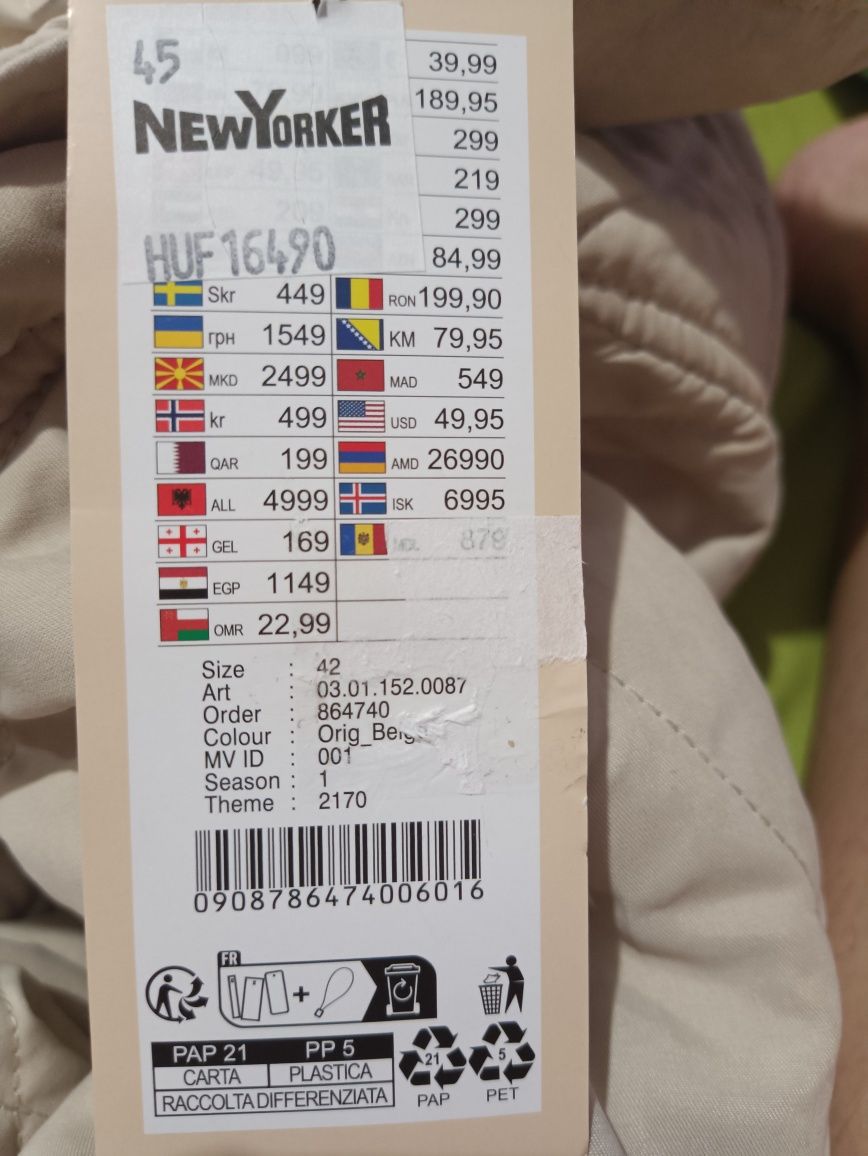 45
NEWYORKER
HUF 16490
39,99
189,95
299
219
299
84,99
Skr 449 RON 199,90
грн 1549 KM 79,95
MKD 2499 MAD 549
kr 499 USD 49,95
QAR 199 AMD 26990
ALL 4999 ISK 6995
GEL 169 MDL 879
EGP 1149
OMR 22,99
Size : 42
Art : 03.01.152.0087
Order : 864740
Colour : Orig_Beige
MV ID : 001
Season : 1
Theme : 2170
0908786474006016
FR
PAP 21 PP 5
CARTA PLASTICA
RACCOLTA DIFFERENZIATA
21 5
PAP PET